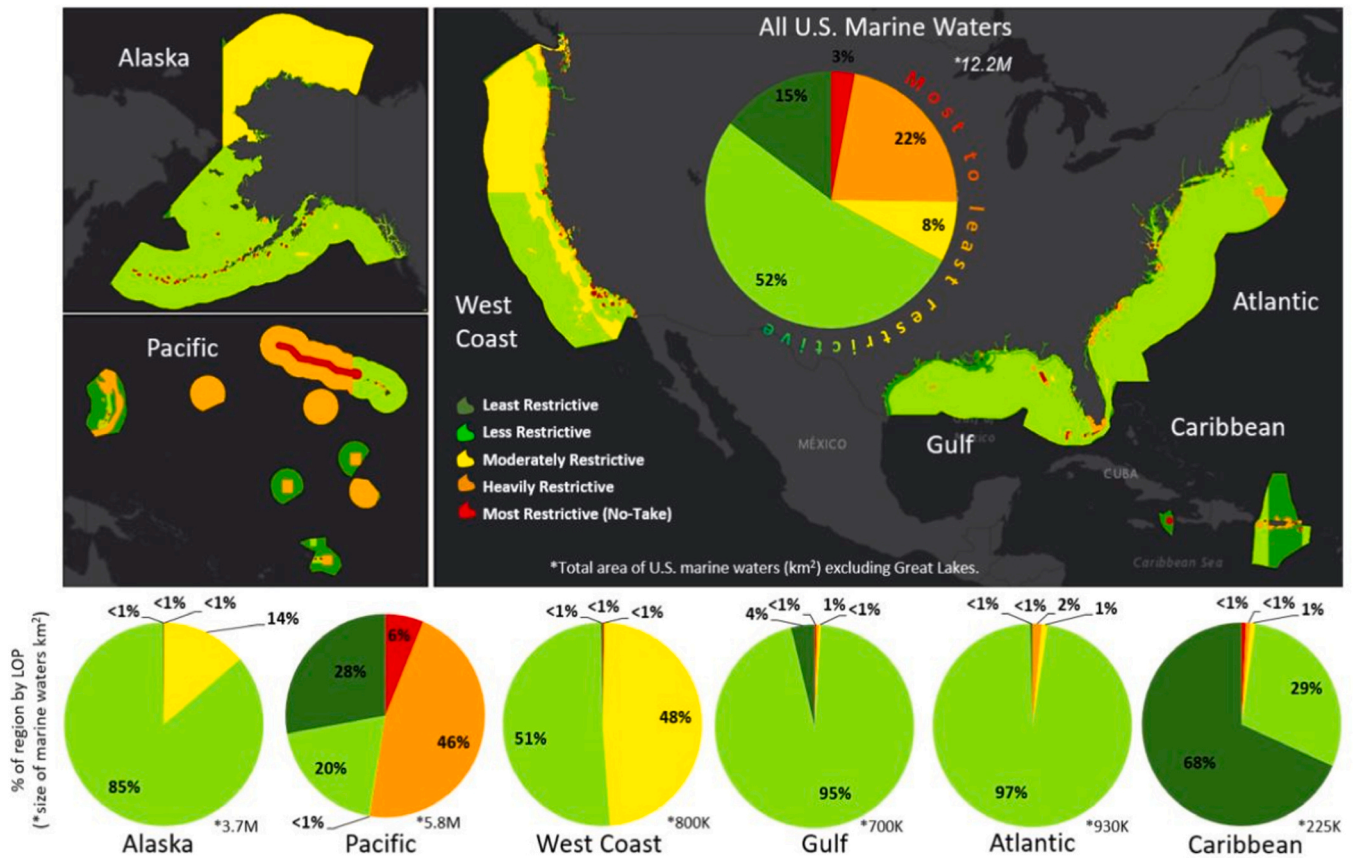 Alaska
Pacific
All U.S. Marine Waters
*12.2M
3%
15%
22%
8%
52%
Most to least restrictive
West
Coast
Atlantic
Caribbean
Gulf
Least Restrictive
Less Restrictive
Moderately Restrictive
Heavily Restrictive
Most Restrictive (No-Take)
MÉXICO
Gulf of
Mexico
CUBA
Caribbean Sea
*Total area of U.S. marine waters (km²) excluding Great Lakes.
% of region by LOP
(*size of marine waters km²)
<1% <1% <1%
14%
85%
*3.7M
Alaska
6%
28%
46%
20%
<1%
*5.8M
Pacific
<1% <1% <1%
51%
48%
*800K
West Coast
4% <1% 1% <1%
95%
*700K
Gulf
<1% <1% 2% 1%
97%
*930K
Atlantic
<1% <1% 1%
29%
68%
*225K
Caribbean